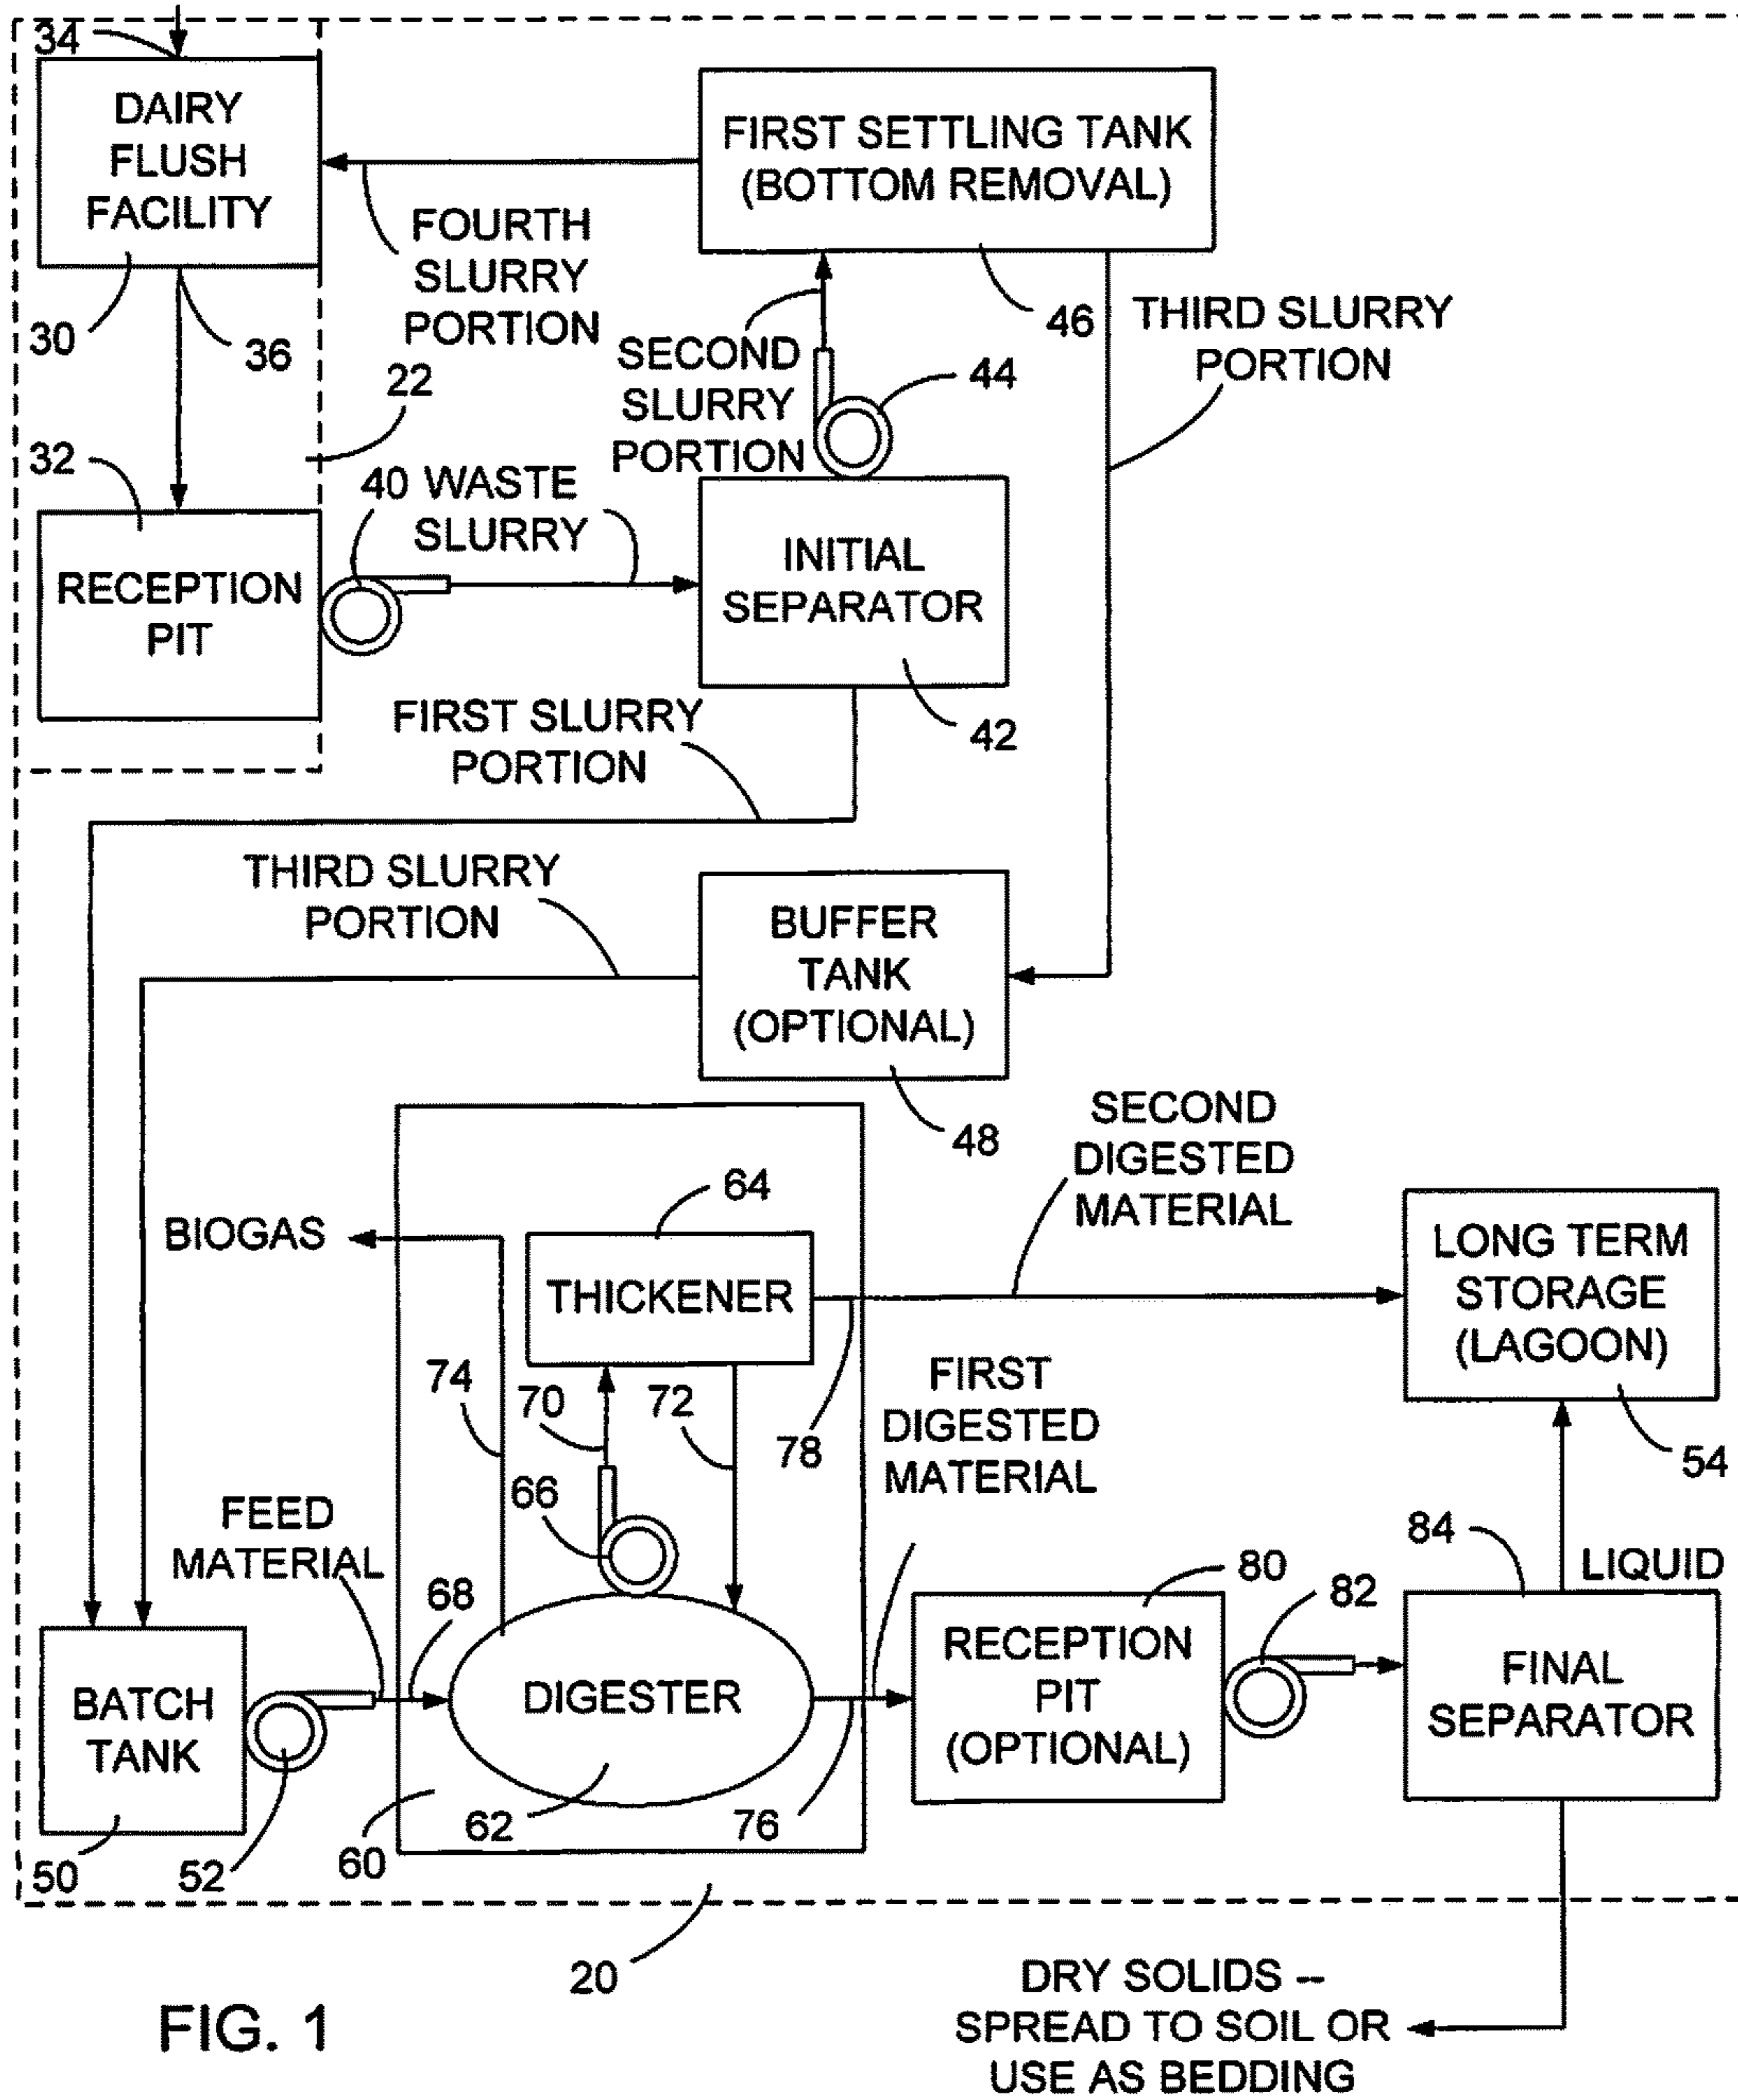 34
DAIRY
FLUSH
FACILITY
30
36
FIRST SETTLING TANK
(BOTTOM REMOVAL)
46
FOURTH
SLURRY
PORTION
22
SECOND
SLURRY
PORTION
44
THIRD SLURRY
PORTION
32
RECEPTION
PIT
40 WASTE
SLURRY
INITIAL
SEPARATOR
42
FIRST SLURRY
PORTION
THIRD SLURRY
PORTION
BUFFER
TANK
(OPTIONAL)
48
SECOND
DIGESTED
MATERIAL
64
BIOGAS
THICKENER
LONG TERM
STORAGE
(LAGOON)
54
74
70
72
78
FIRST
DIGESTED
MATERIAL
66
FEED
MATERIAL
68
80
82
84
LIQUID
BATCH
TANK
50
52
DIGESTER
62
60
76
RECEPTION
PIT
(OPTIONAL)
FINAL
SEPARATOR
20
DRY SOLIDS --
SPREAD TO SOIL OR
USE AS BEDDING
FIG. 1